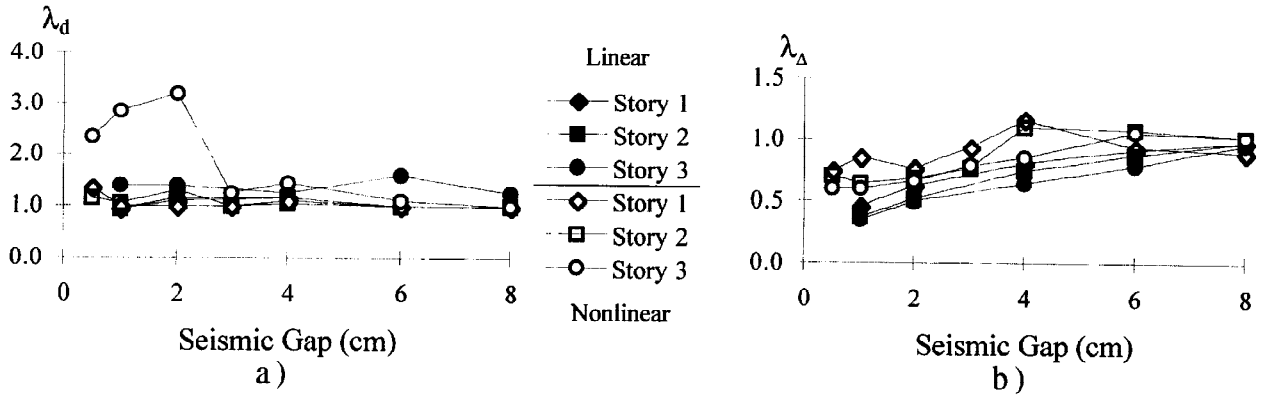 λd
4.0
3.0
2.0
1.0
0.0
0 2 4 6 8
Seismic Gap (cm)
a )
Linear
Story 1
Story 2
Story 3
Story 1
Story 2
Story 3
Nonlinear
λΔ
1.5
1.0
0.5
0.0
0 2 4 6 8
Seismic Gap (cm)
b )